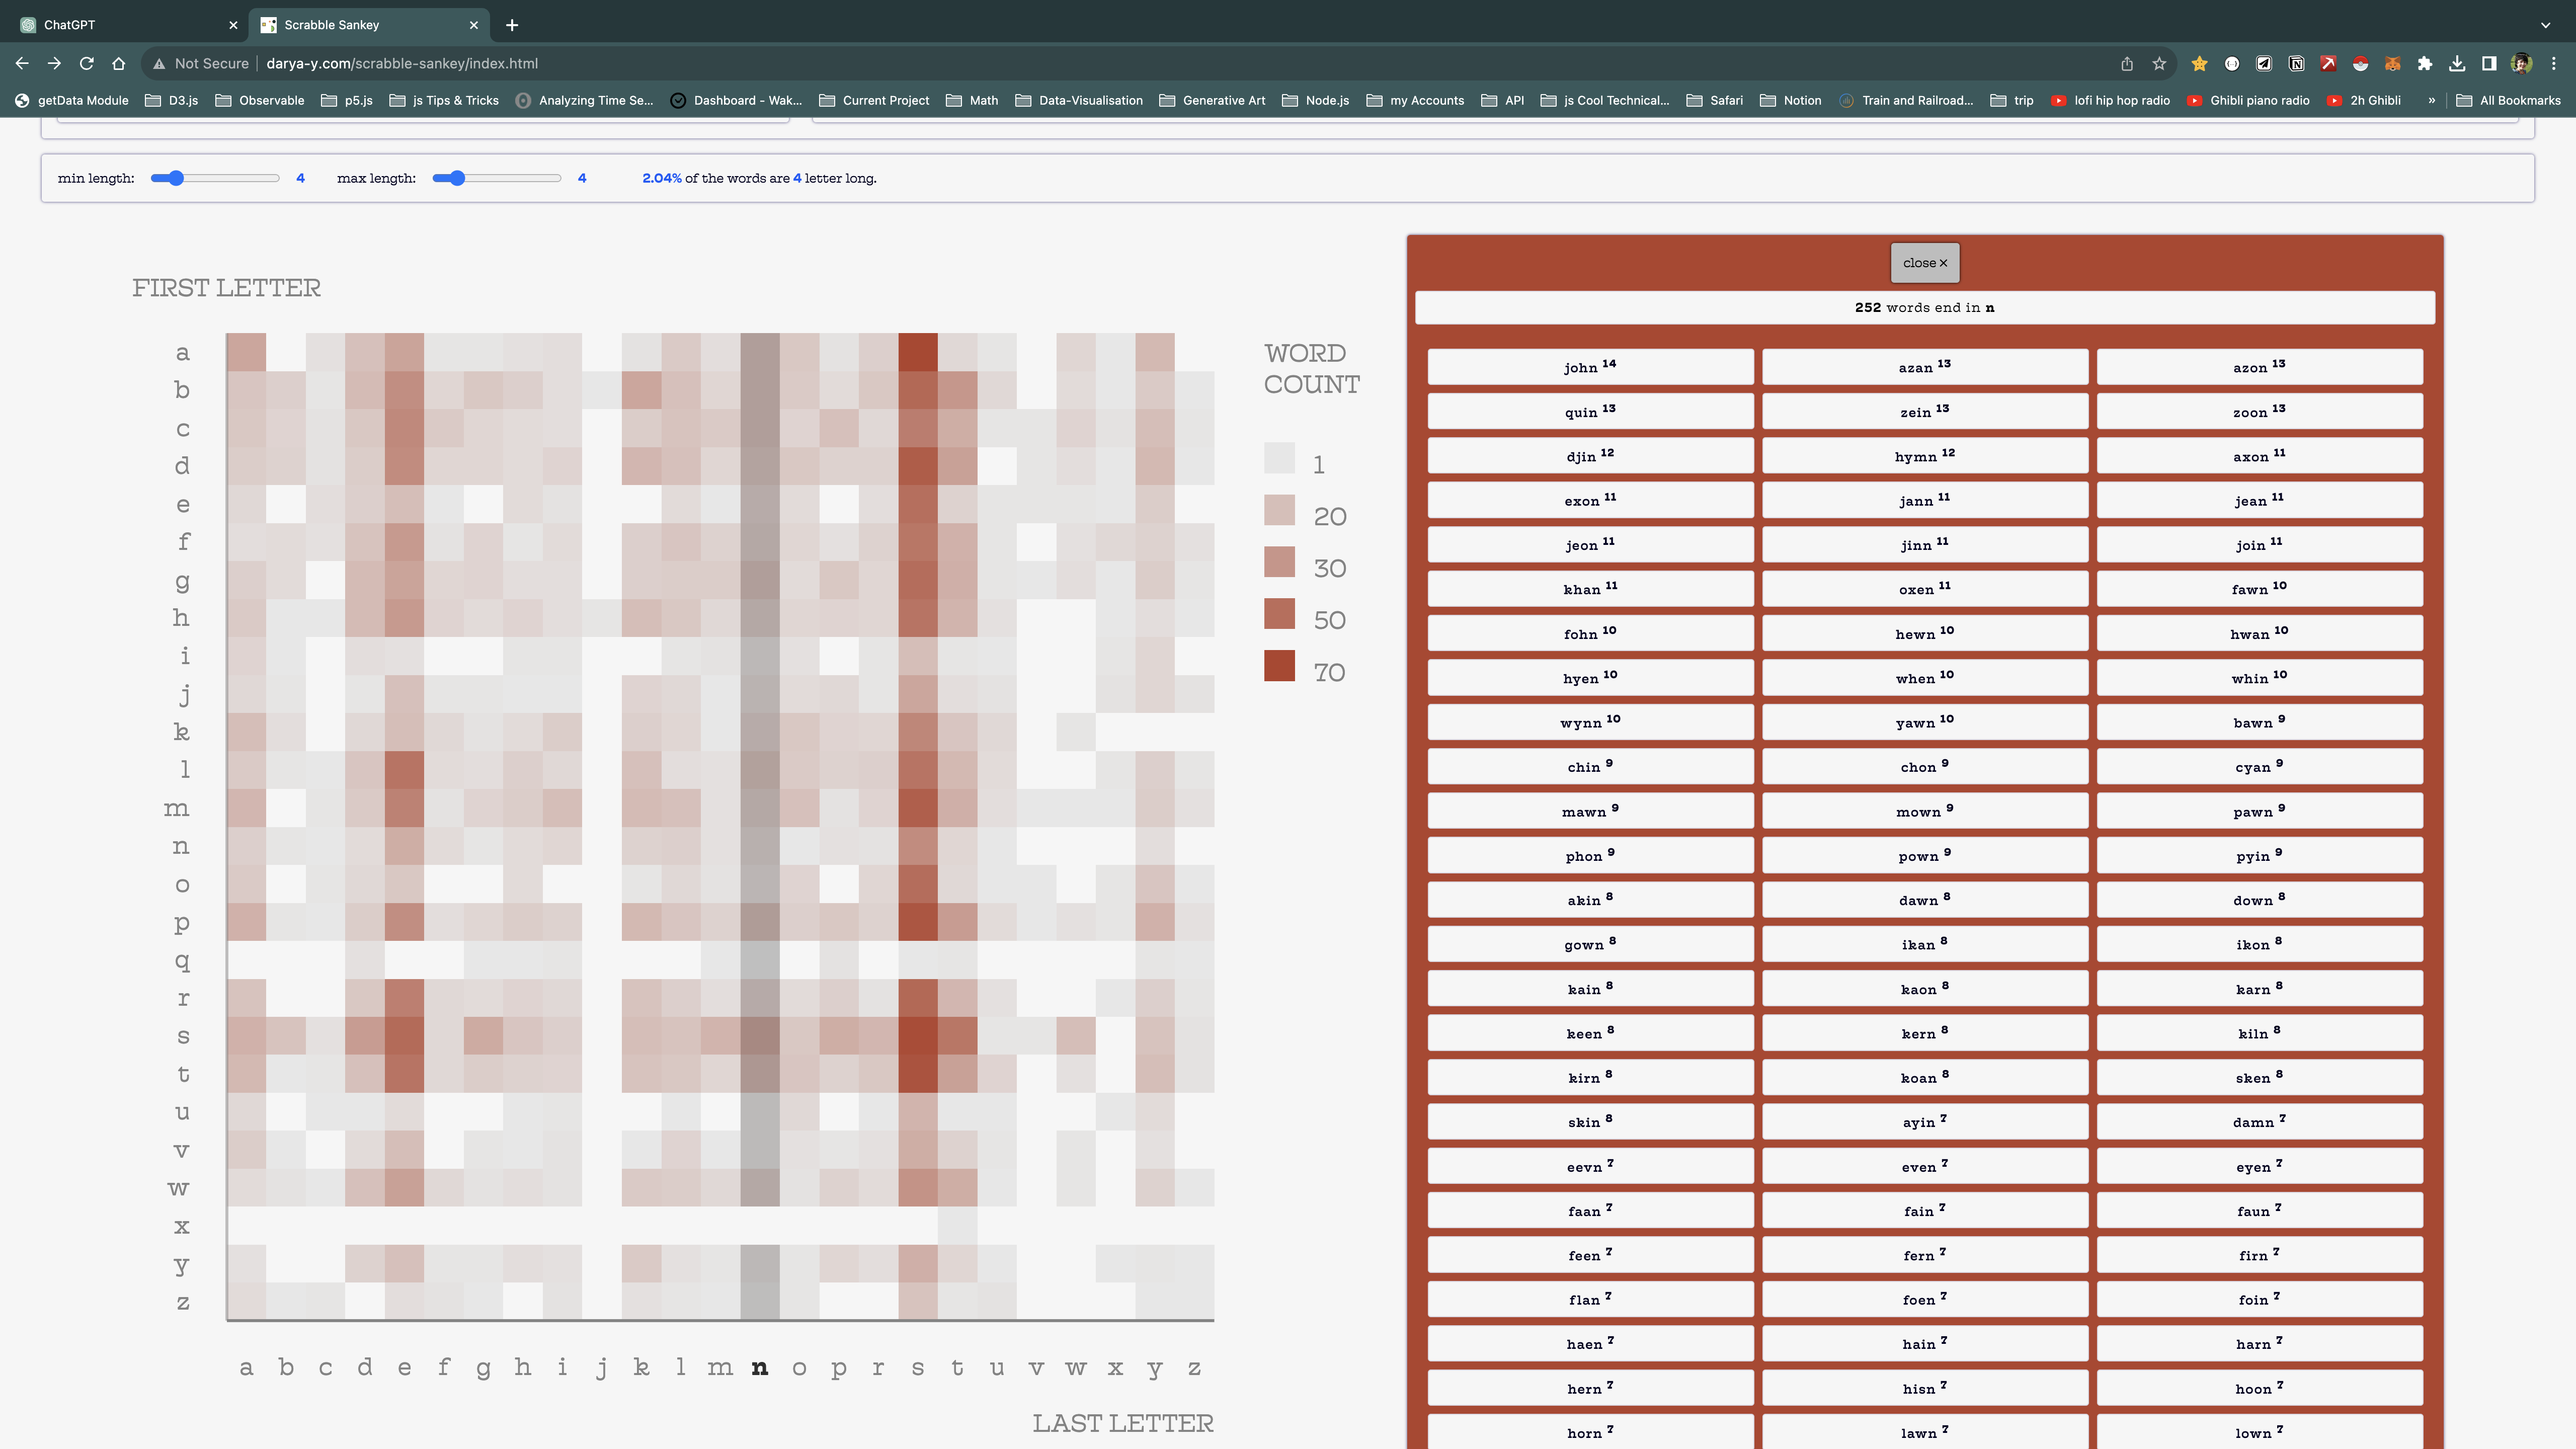 ChatGPT Scrabble Sankey
Not Secure darya-y.com/scrabble-sankey/index.html
getData Module D3.js Observable p5.js js Tips & Tricks Analyzing Time Se... Dashboard - Wak... Current Project Math Data-Visualisation Generative Art Node.js my Accounts API js Cool Technical... Safari Notion Train and Railroad... trip lofi hip hop radio Ghibli piano radio 2h Ghibli » All Bookmarks
min length: 4 max length: 4 2.04% of the words are 4 letter long.
FIRST LETTER
a
b
c
d
e
f
g
h
i
j
k
l
m
n
o
p
q
r
s
t
u
v
w
x
y
z
a b c d e f g h i j k l m n o p r s t u v w x y z
LAST LETTER
WORD
COUNT
1
20
30
50
70
close ×
252 words end in n
john 14 azan 13 azon 13
quin 13 zein 13 zoon 13
djin 12 hymn 12 axon 11
exon 11 jann 11 jean 11
jeon 11 jinn 11 join 11
khan 11 oxen 11 fawn 10
fohn 10 hewn 10 hwan 10
hyen 10 when 10 whin 10
wynn 10 yawn 10 bawn 9
chin 9 chon 9 cyan 9
mawn 9 mown 9 pawn 9
phon 9 pown 9 pyin 9
akin 8 dawn 8 down 8
gown 8 ikan 8 ikon 8
kain 8 kaon 8 karn 8
keen 8 kern 8 kiln 8
kirn 8 koan 8 sken 8
skin 8 ayin 7 damn 7
eevn 7 even 7 eyen 7
faan 7 fain 7 faun 7
feen 7 fern 7 firn 7
flan 7 foen 7 foin 7
haen 7 hain 7 harn 7
hern 7 hisn 7 hoon 7
horn 7 lawn 7 lown 7